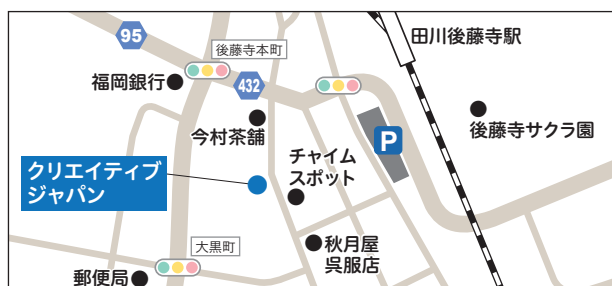 95
後藤寺本町
田川後藤寺駅
福岡銀行
432
今村茶舗
P
後藤寺サクラ園
チャイム
スポット
クリエイティブ
ジャパン
大黒町
秋月屋
呉服店
郵便局